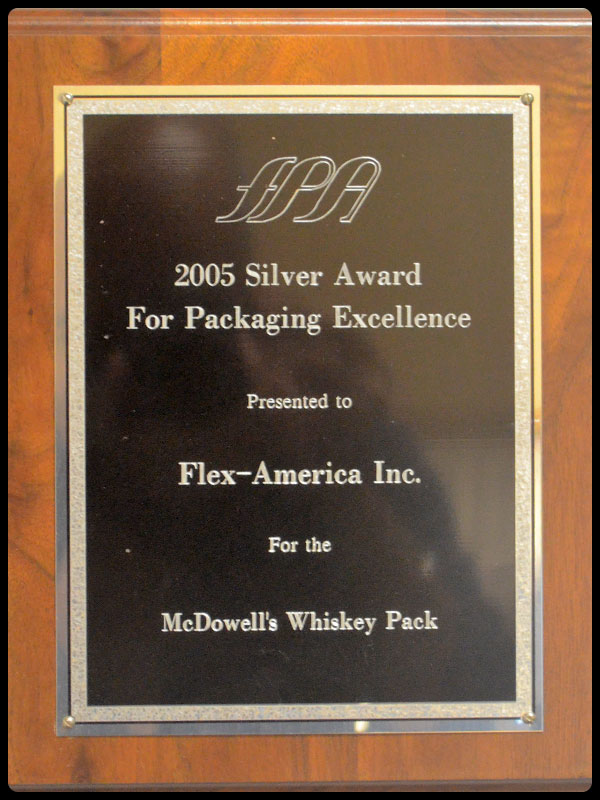 FPA
2005 Silver Award
For Packaging Excellence
Presented to
Flex-America Inc.
For the
McDowell's Whiskey Pack